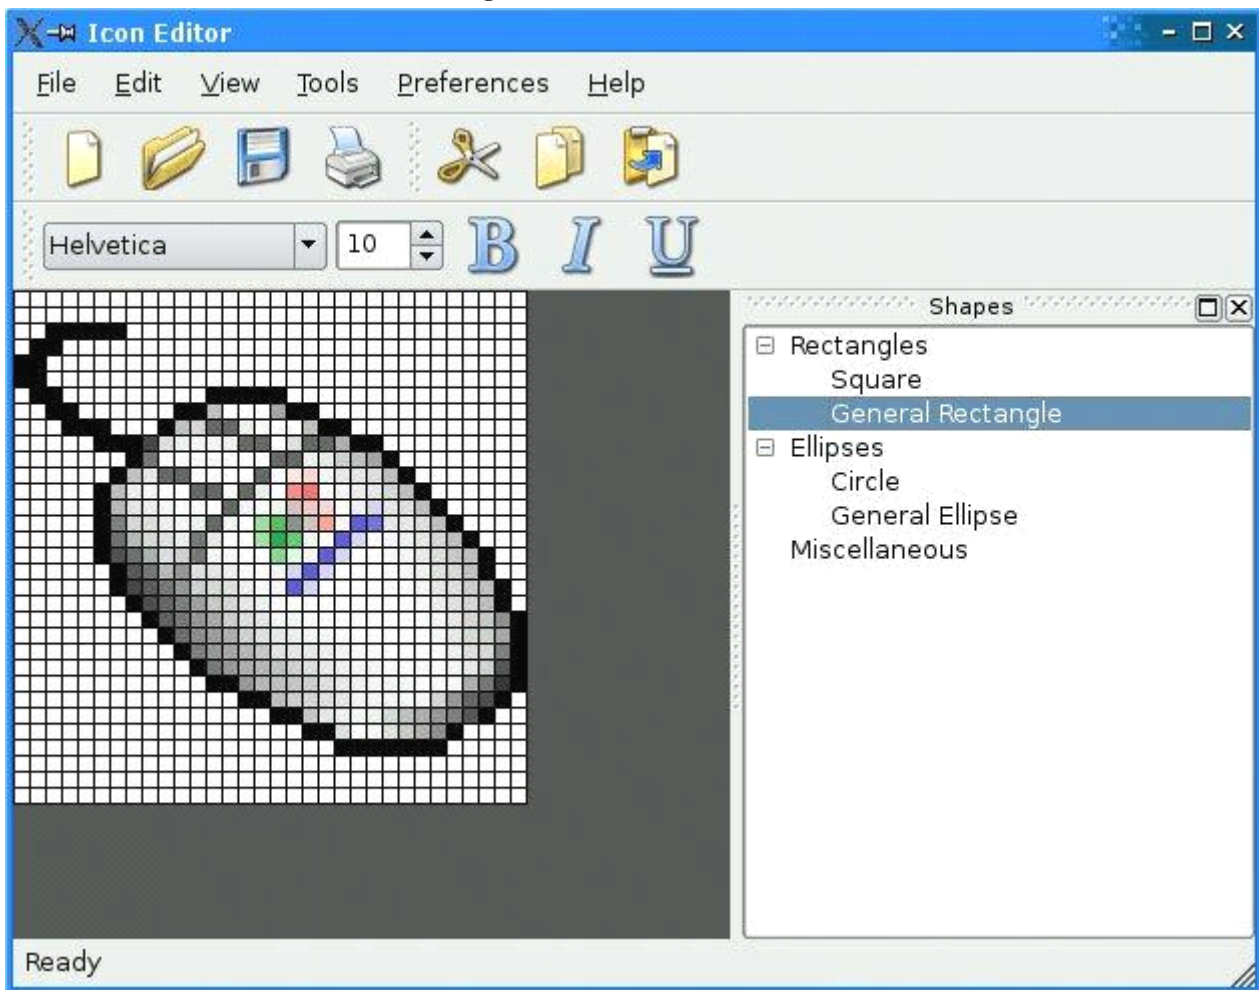 Icon Editor
File Edit View Tools Preferences Help
Helvetica 10 B I U
Shapes
Rectangles
Square
General Rectangle
Ellipses
Circle
General Ellipse
Miscellaneous
Ready